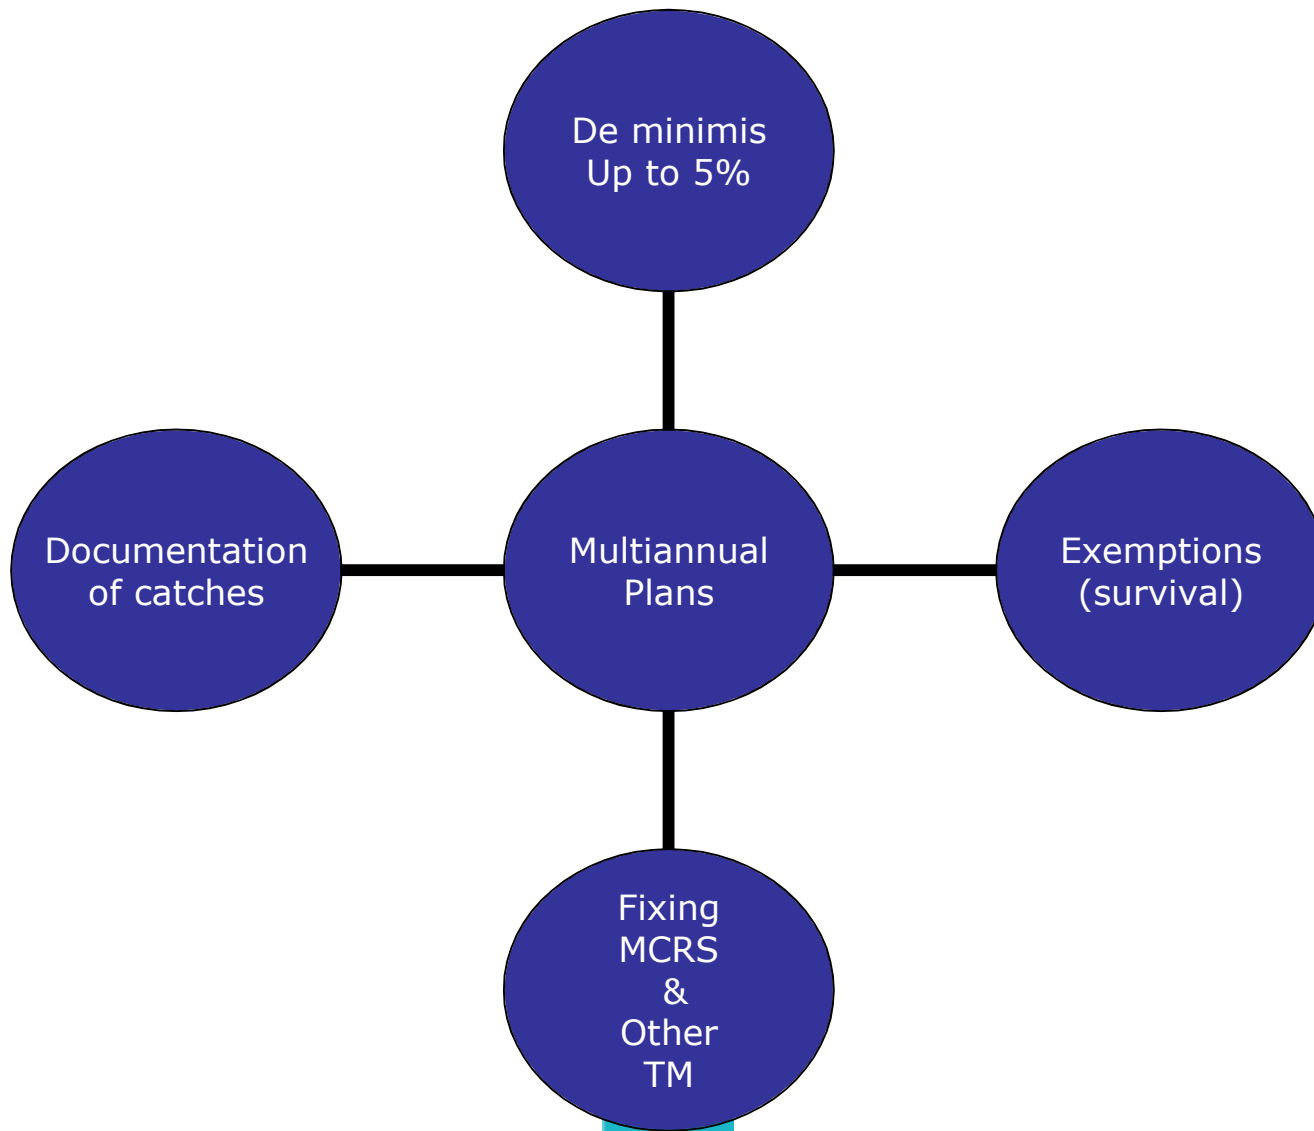 De minimis
Up to 5%
Documentation
of catches
Multiannual
Plans
Exemptions
(survival)
Fixing
MCRS
&
Other
TM